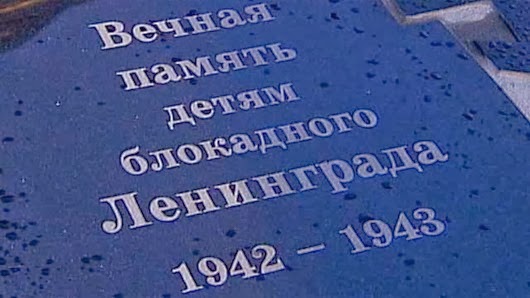 Вечная
память
детям
блокадного
Ленинграда
1942 – 1943